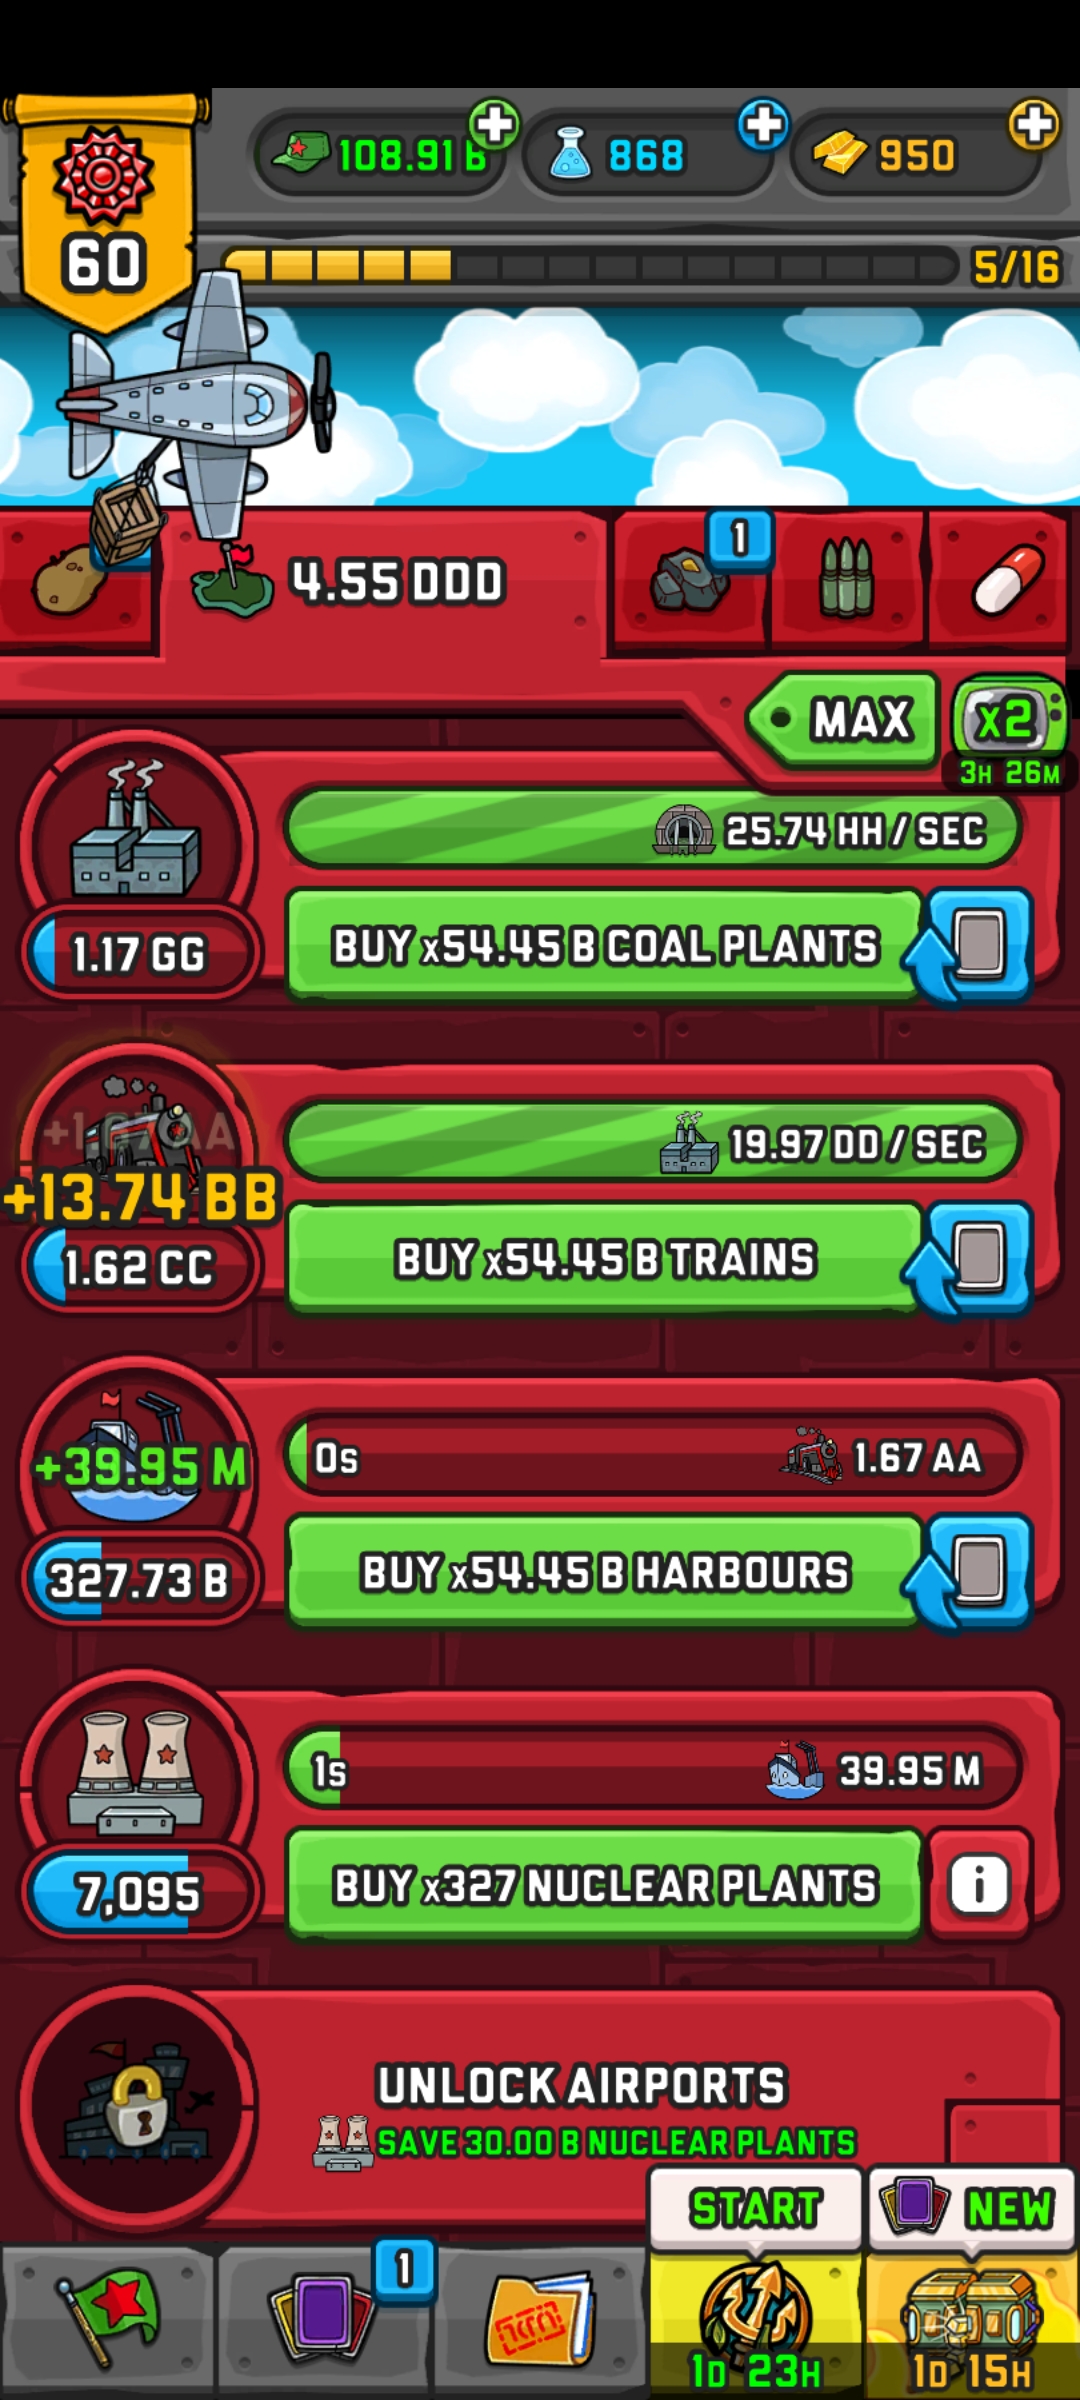 108.91 B
868
950
60
5/16
4.55 DDD
1
MAX
x2
3H 26M
25.74 HH / SEC
1.17 GG
BUY x54.45 B COAL PLANTS
19.97 DD / SEC
+1.67 AA
+13.74 BB
1.62 CC
BUY x54.45 B TRAINS
+39.95 M
0s
1.67 AA
327.73 B
BUY x54.45 B HARBOURS
1s
39.95 M
7,095
BUY x327 NUCLEAR PLANTS
i
UNLOCK AIRPORTS
SAVE 30.00 B NUCLEAR PLANTS
START
NEW
1
1D 23H
1D 15H